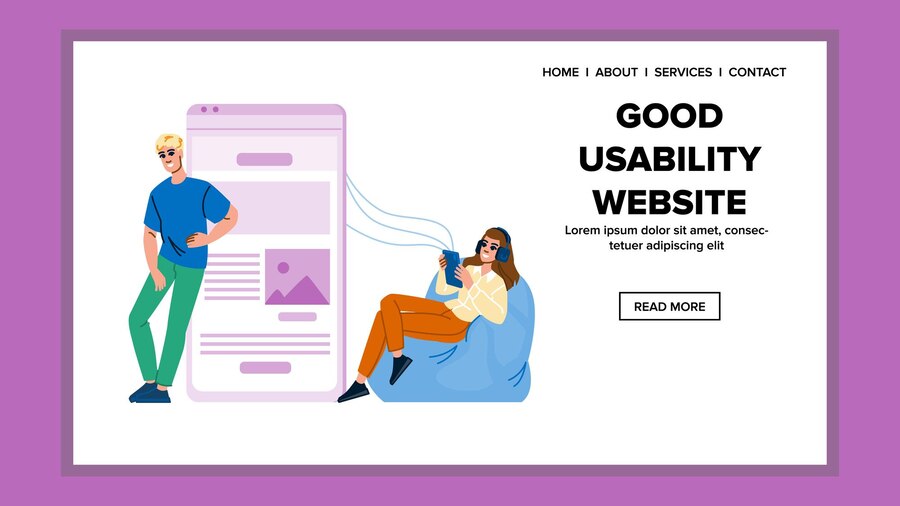 HOME | ABOUT | SERVICES | CONTACT
GOOD
USABILITY
WEBSITE
Lorem ipsum dolor sit amet, consec-
tetuer adipiscing elit
READ MORE